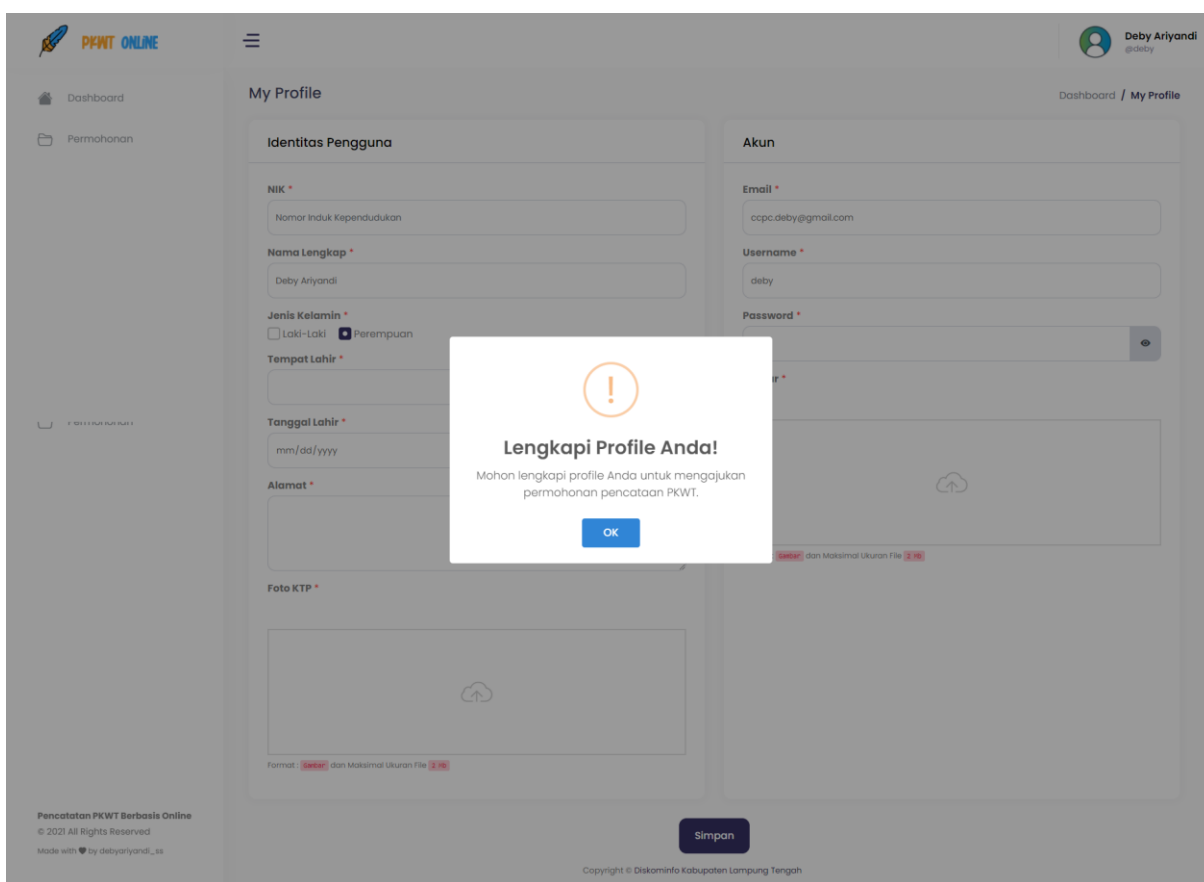 PKWT ONLINE
Deby Ariyandi
@deby
Dashboard
Permohonan
My Profile
Dashboard / My Profile
Identitas Pengguna
NIK *
Nomor Induk Kependudukan
Nama Lengkap *
Deby Ariyandi
Jenis Kelamin *
Laki-Laki Perempuan
Tempat Lahir *
Tanggal Lahir *
mm/dd/yyyy
Alamat *
Foto KTP *
Format : Gambar dan Maksimal Ukuran File 2 Mb
Akun
Email *
ccpc.deby@gmail.com
Username *
deby
Password *
*
Gambar dan Maksimal Ukuran File 2 Mb
Lengkapi Profile Anda!
Mohon lengkapi profile Anda untuk mengajukan
permohonan pencataan PKWT.
OK
Permohonan
Simpan
Pencatatan PKWT Berbasis Online
© 2021 All Rights Reserved
Made with by debyariyandi_ss
Copyright © Diskominfo Kabupaten Lampung Tengah